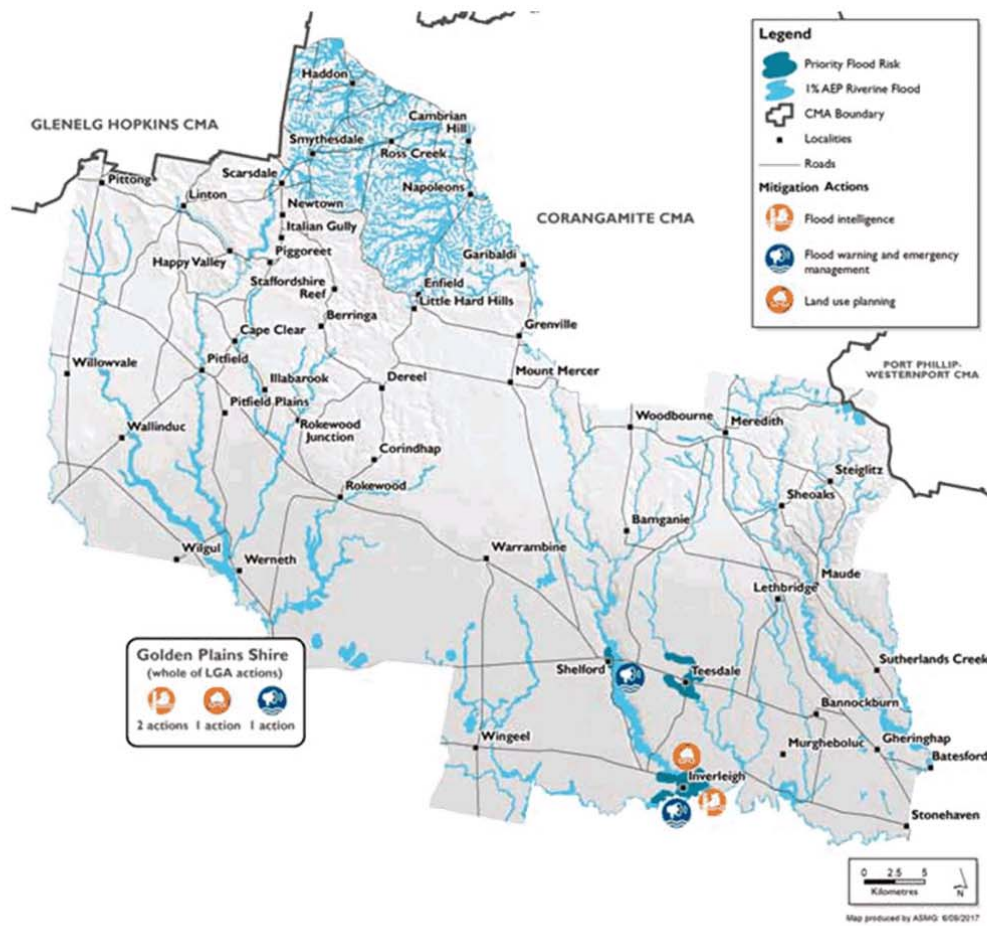 Legend
Priority Flood Risk
1% AEP Riverine Flood
CMA Boundary
Localities
Roads
Mitigation Actions
Flood intelligence
Flood warning and emergency
management
Land use planning
GLENELG HOPKINS CMA
CORANGAMITE CMA
PORT PHILLIP-
WESTERNPORT CMA
Haddon
Cambrian
Hill
Smythesdale
Ross Creek
Pittong
Scarsdale
Linton
Napoleons
Newtown
Italian Gully
Happy Valley
Piggoreet
Garibaldi
Staffordshire
Reef
Enfield
Little Hard Hills
Berringa
Cape Clear
Grenville
Willowvale
Pitfield
Mount Mercer
Illabarook
Dereel
Pitfield Plains
Wallinduc
Rokewood
Junction
Woodbourne
Meredith
Corindhap
Steiglitz
Rokewood
Sheoaks
Bamganie
Wilgul
Werneth
Warrambine
Maude
Lethbridge
Shelford
Teesdale
Sutherlands Creek
Bannockburn
Wingeel
Murgheboluc
Gheringhap
Batesford
Inverleigh
Stonehaven
Golden Plains Shire
(whole of LGA actions)
2 actions 1 action 1 action
0 2.5 5
Kilometres
N
Map produced by ASMG: 6/09/2017